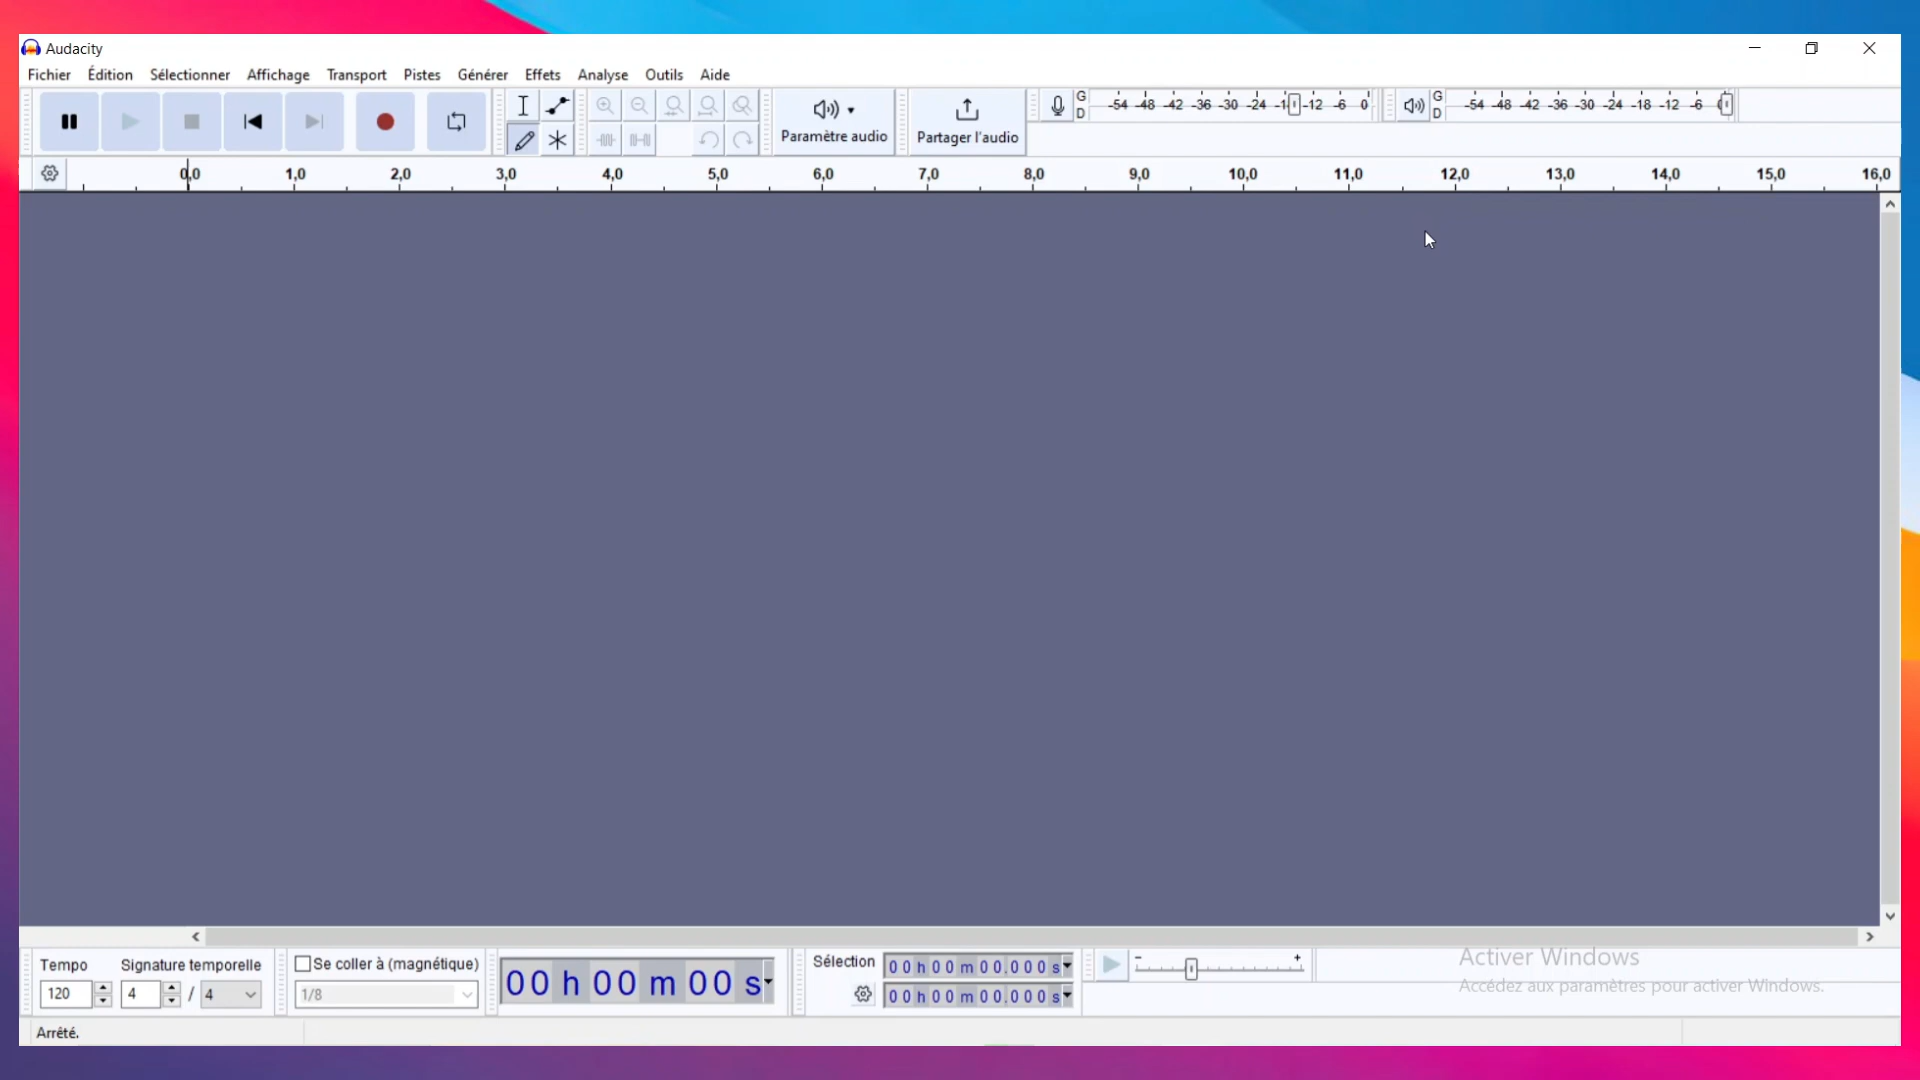 Audacity
Fichier Édition Sélectionner Affichage Transport Pistes Générer Effets Analyse Outils Aide
G -54 -48 -42 -36 -30 -24 -12 -6 0
D
G -54 -48 -42 -36 -30 -24 -18 -12 -6
D
Paramètre audio
Partager l'audio
0,0 1,0 2,0 3,0 4,0 5,0 6,0 7,0 8,0 9,0 10,0 11,0 12,0 13,0 14,0 15,0 16,0
Tempo
120
Signature temporelle
4 / 4
Se coller à (magnétique)
1/8
00 h 00 m 00 s
Sélection
00 h 00 m 00.000 s
00 h 00 m 00.000 s
- +
Activer Windows
Accédez aux paramètres pour activer Windows.
Arrêté.